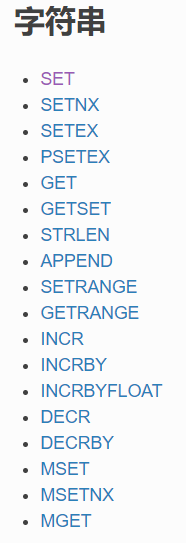 字符串
SET
SETNX
SETEX
PSETEX
GET
GETSET
STRLEN
APPEND
SETRANGE
GETRANGE
INCR
INCRBY
INCRBYFLOAT
DECR
DECRBY
MSET
MSETNX
MGET